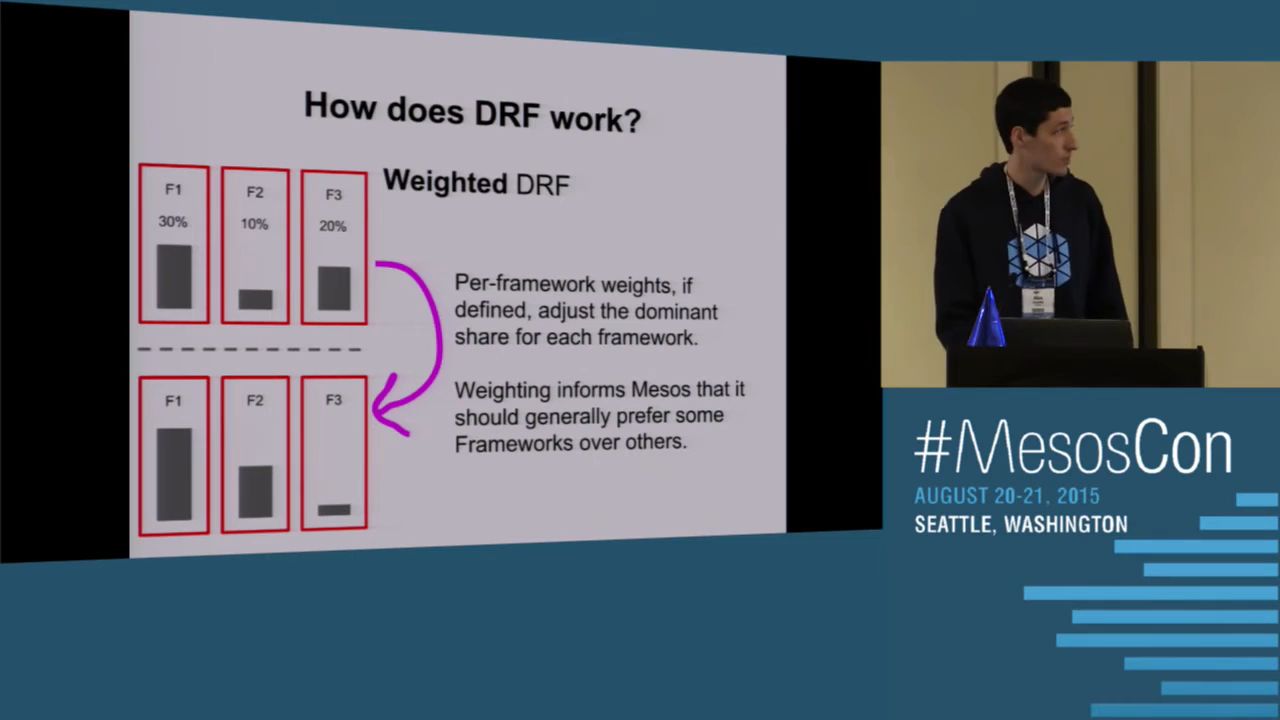 How does DRF work?
Weighted DRF
F1 F2 F3
30% 10% 20%
Per-framework weights, if
defined, adjust the dominant
share for each framework.
Weighting informs Mesos that it
should generally prefer some
Frameworks over others.
F1 F2 F3
#MesosCon
AUGUST 20-21, 2015
SEATTLE, WASHINGTON